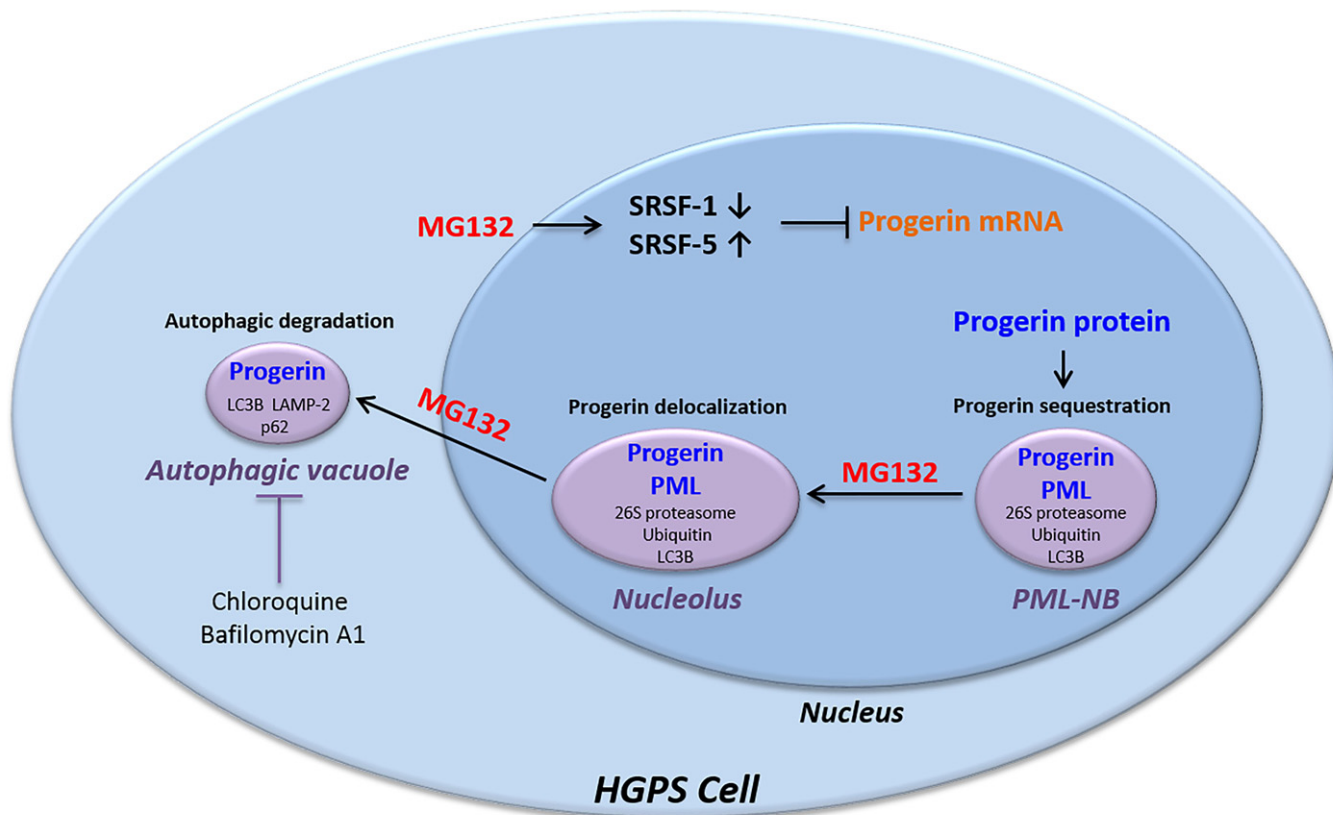 MG132
SRSF-1 ↓
SRSF-5 ↑
Progerin mRNA
Progerin protein
Progerin sequestration
Progerin
PML
26S proteasome
Ubiquitin
LC3B
PML-NB
MG132
Progerin delocalization
Progerin
PML
26S proteasome
Ubiquitin
LC3B
Nucleolus
MG132
Autophagic degradation
Progerin
LC3B LAMP-2
p62
Autophagic vacuole
Chloroquine
Bafilomycin A1
Nucleus
HGPS Cell